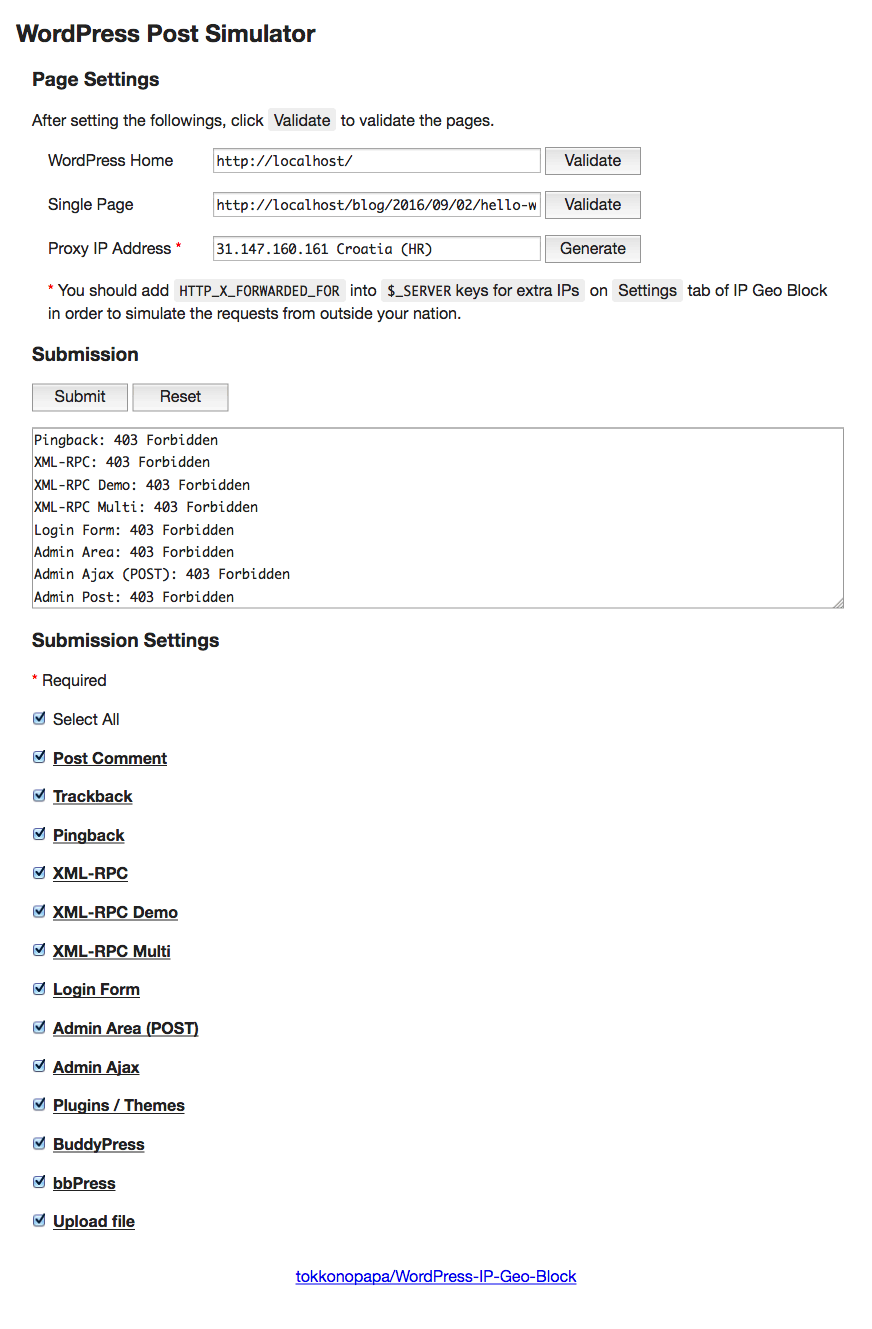 WordPress Post Simulator
Page Settings
After setting the followings, click Validate to validate the pages.
WordPress Home http://localhost/ Validate
Single Page http://localhost/blog/2016/09/02/hello-w Validate
Proxy IP Address * 31.147.160.161 Croatia (HR) Generate
* You should add HTTP_X_FORWARDED_FOR into $_SERVER keys for extra IPs on Settings tab of IP Geo Block
in order to simulate the requests from outside your nation.
Submission
Submit Reset
Pingback: 403 Forbidden
XML-RPC: 403 Forbidden
XML-RPC Demo: 403 Forbidden
XML-RPC Multi: 403 Forbidden
Login Form: 403 Forbidden
Admin Area: 403 Forbidden
Admin Ajax (POST): 403 Forbidden
Admin Post: 403 Forbidden
Submission Settings
* Required
Select All
Post Comment
Trackback
Pingback
XML-RPC
XML-RPC Demo
XML-RPC Multi
Login Form
Admin Area (POST)
Admin Ajax
Plugins / Themes
BuddyPress
bbPress
Upload file
tokkonopapa/WordPress-IP-Geo-Block